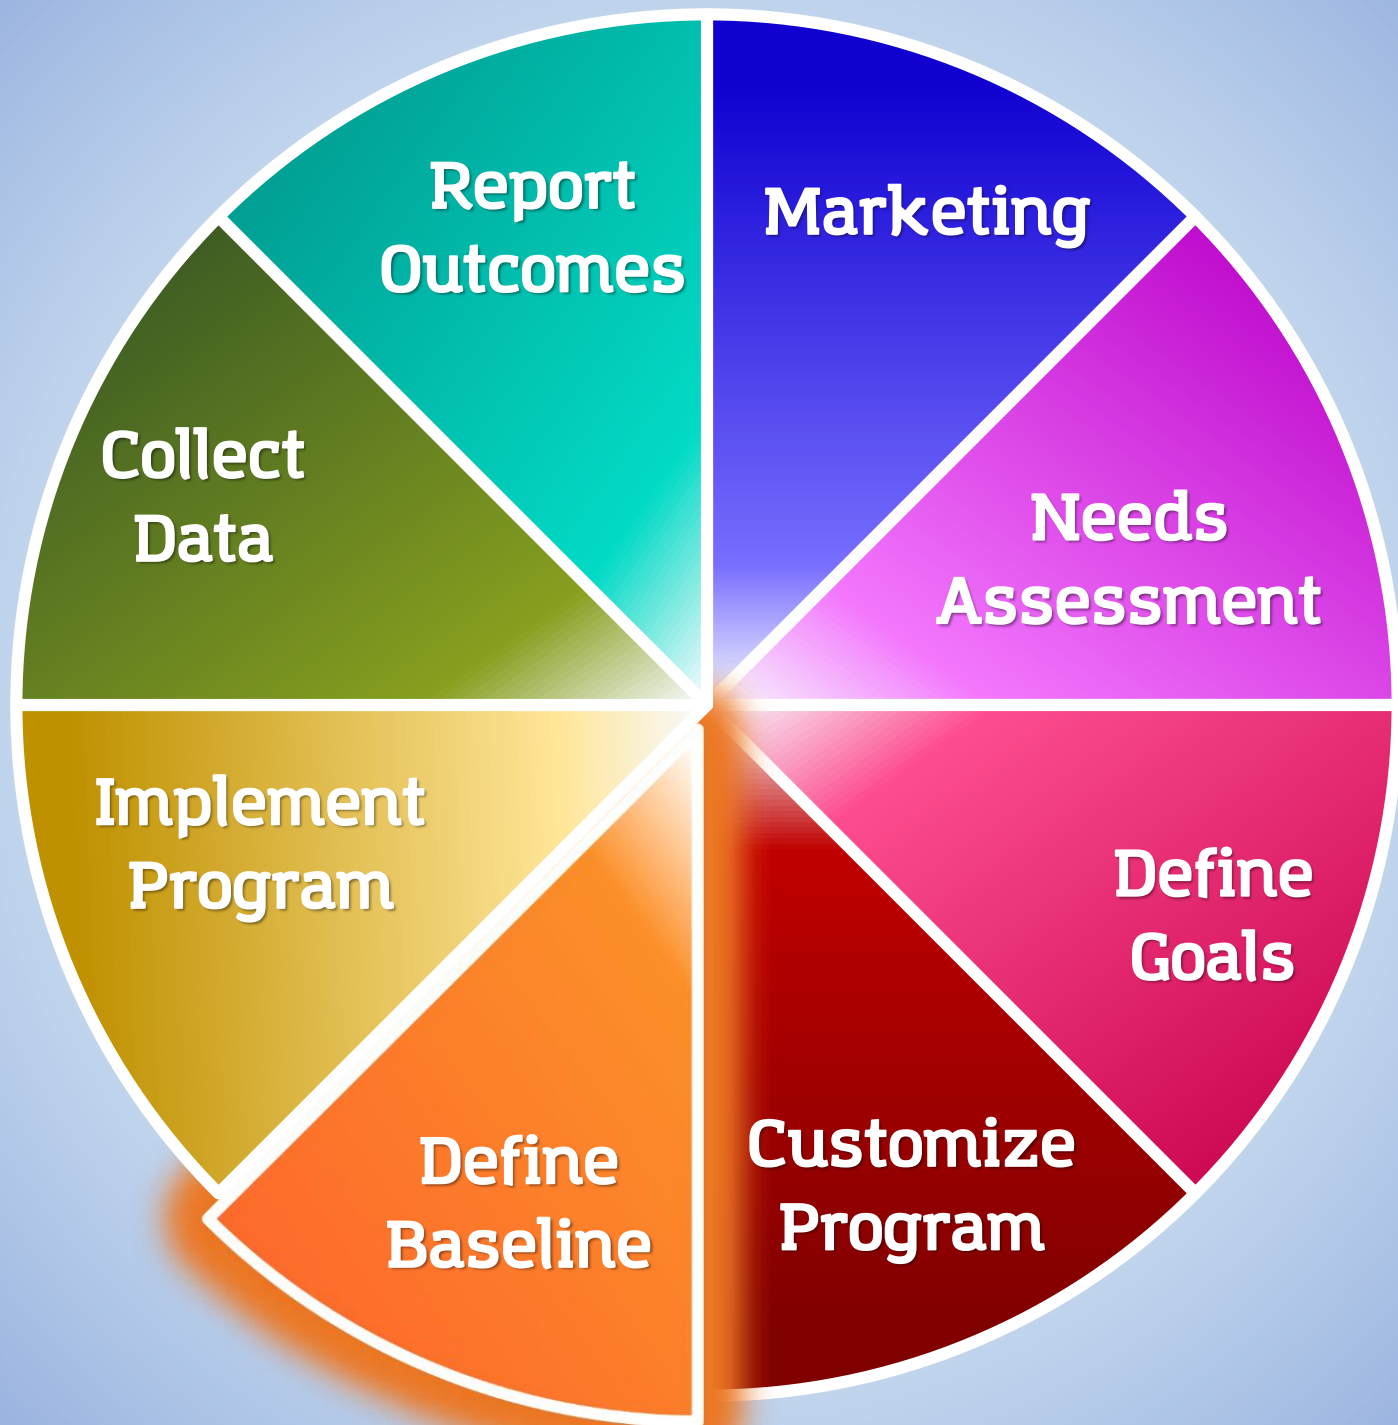 Report
Outcomes
Marketing
Needs
Assessment
Define
Goals
Customize
Program
Define
Baseline
Implement
Program
Collect
Data